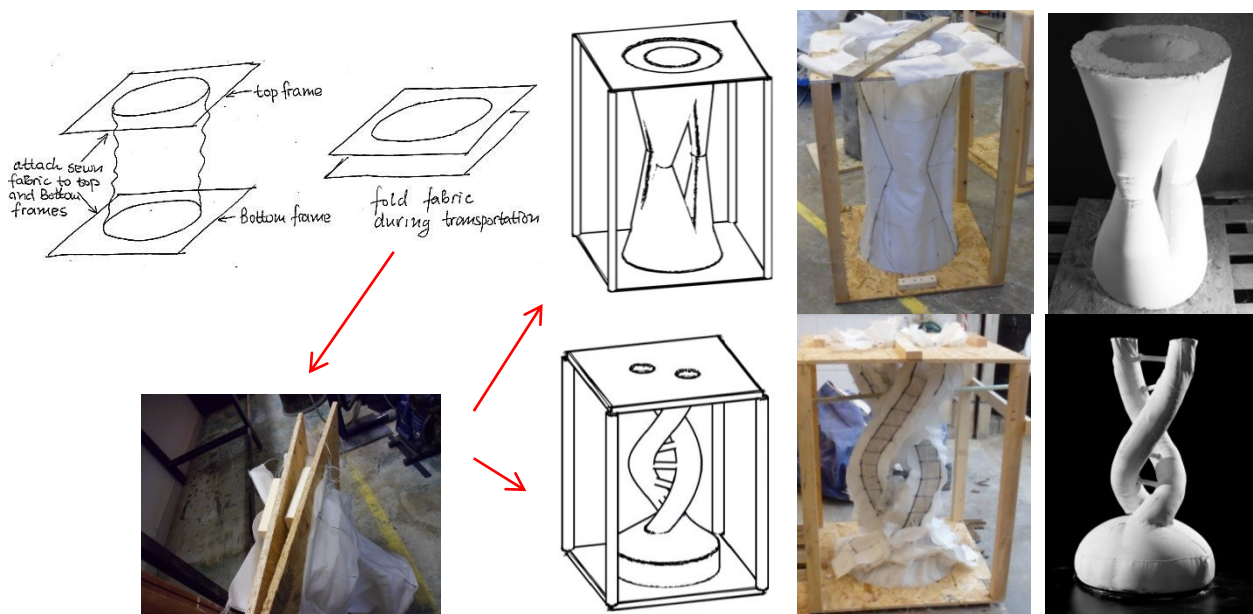 top frame
attach sewn
fabric to top
and Bottom
frames
Bottom frame
fold fabric
during transportation